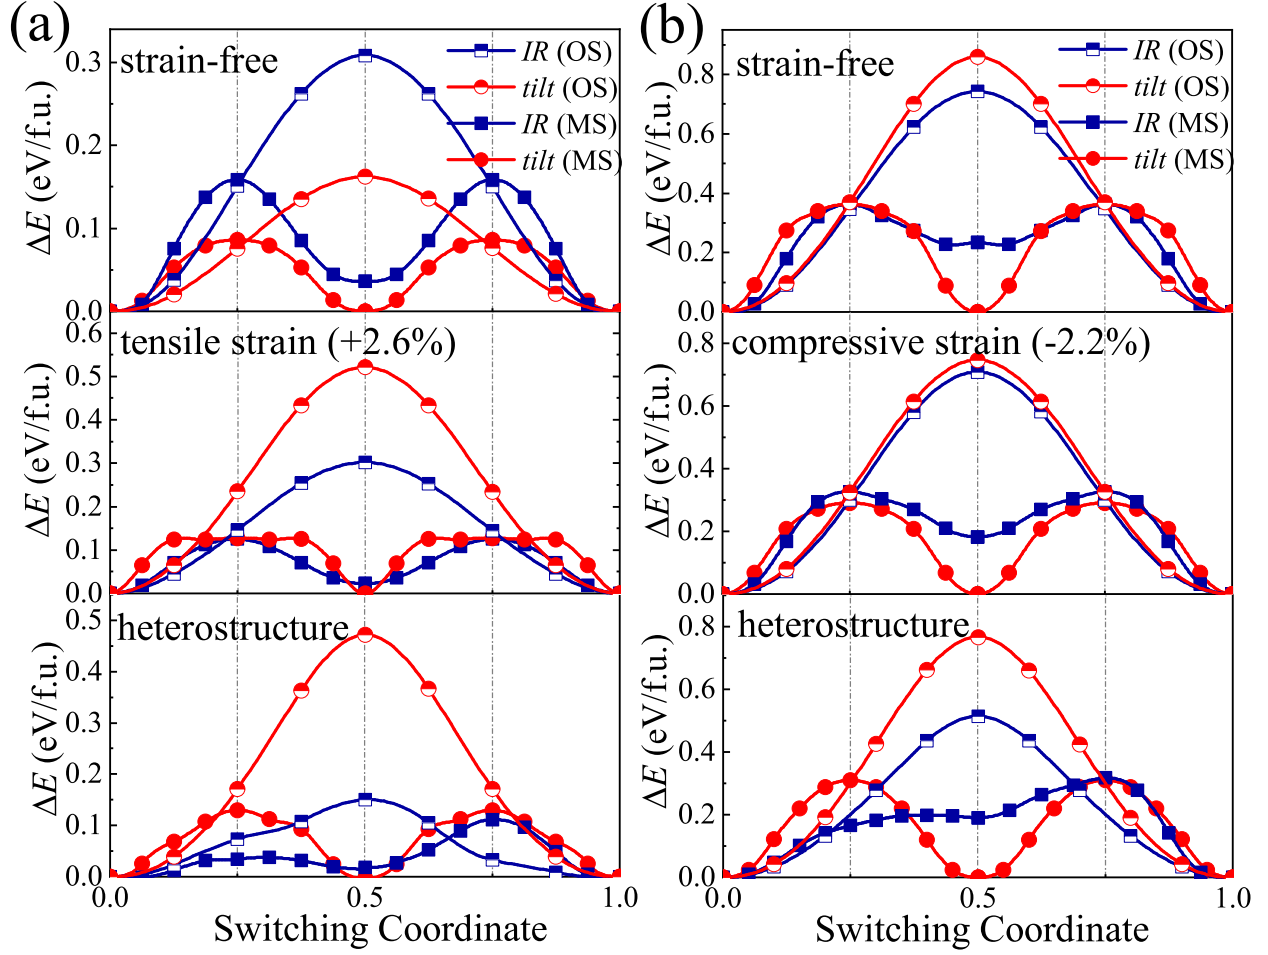 (a)
strain-free
IR (OS)
tilt (OS)
IR (MS)
tilt (MS)
0.3
0.2
0.1
0.0
ΔE (eV/f.u.)
tensile strain (+2.6%)
0.6
0.5
0.4
0.3
0.2
0.1
0.0
ΔE (eV/f.u.)
heterostructure
0.5
0.4
0.3
0.2
0.1
0.0
ΔE (eV/f.u.)
0.0 0.5 1.0
Switching Coordinate
(b)
strain-free
IR (OS)
tilt (OS)
IR (MS)
tilt (MS)
0.8
0.6
0.4
0.2
0.0
ΔE (eV/f.u.)
compressive strain (-2.2%)
0.8
0.6
0.4
0.2
0.0
ΔE (eV/f.u.)
heterostructure
0.8
0.6
0.4
0.2
0.0
ΔE (eV/f.u.)
0.0 0.5 1.0
Switching Coordinate